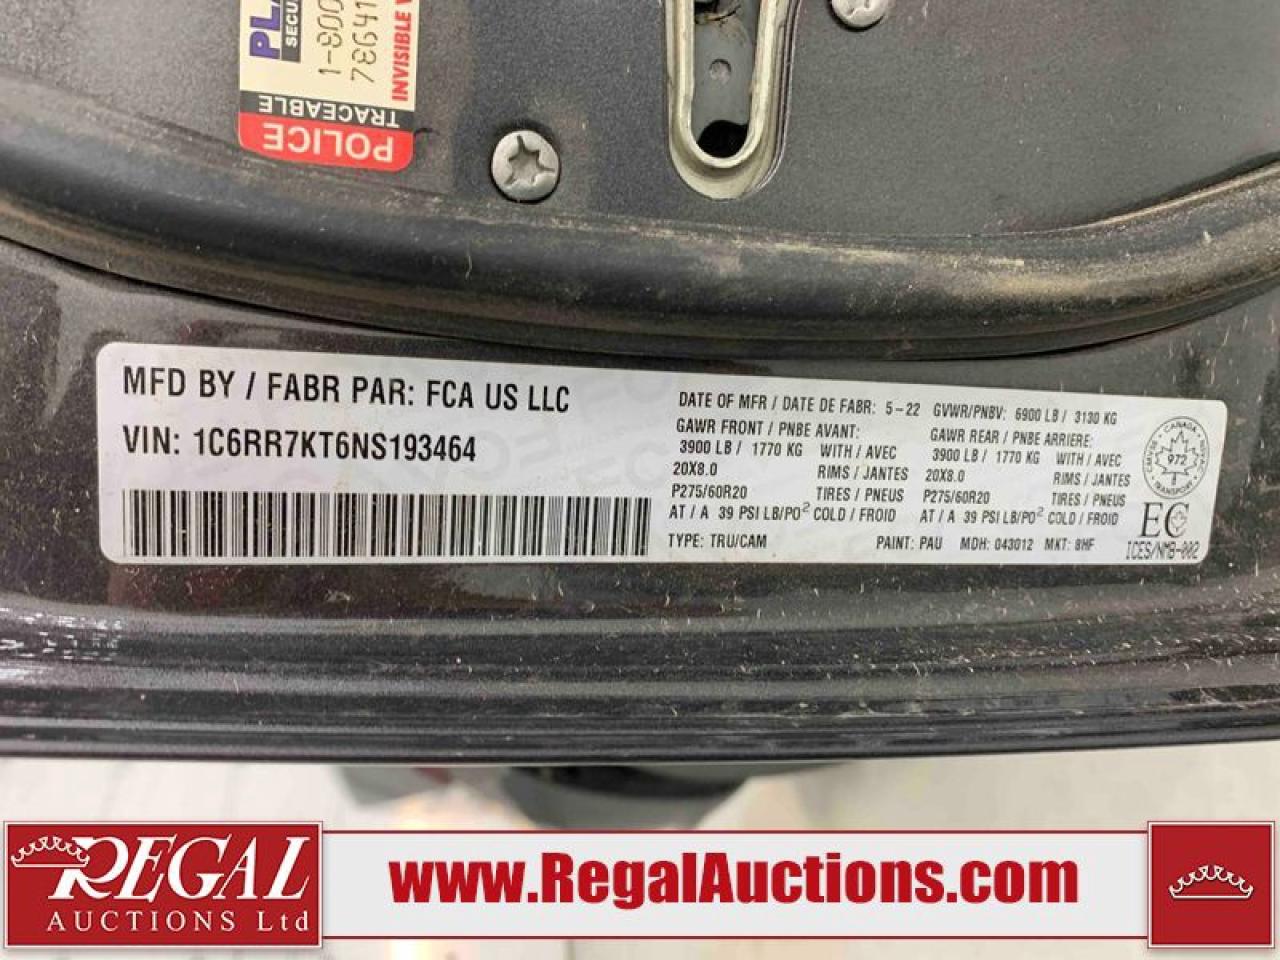 POLICE
TRACEABLE
INVISIBLE
MFD BY / FABR PAR: FCA US LLC
VIN: 1C6RR7KT6NS193464
DATE OF MFR / DATE DE FABR: 5-22 GVWR/PNBV: 6900 LB / 3130 KG
GAWR FRONT / PNBE AVANT:
3900 LB / 1770 KG WITH / AVEC
20X8.0 RIMS / JANTES
P275/60R20 TIRES / PNEUS
AT / A 39 PSI LB/PO² COLD / FROID
GAWR REAR / PNBE ARRIERE:
3900 LB / 1770 KG WITH / AVEC
20X8.0 RIMS / JANTES
P275/60R20 TIRES / PNEUS
AT / A 39 PSI LB/PO² COLD / FROID
TYPE: TRU/CAM PAINT: PAU MDH: 043012 MKT: 8HF
CANADA
972
TRANSPORT
EC
ICES/NMB-002
REGAL
AUCTIONS Ltd
www.RegalAuctions.com